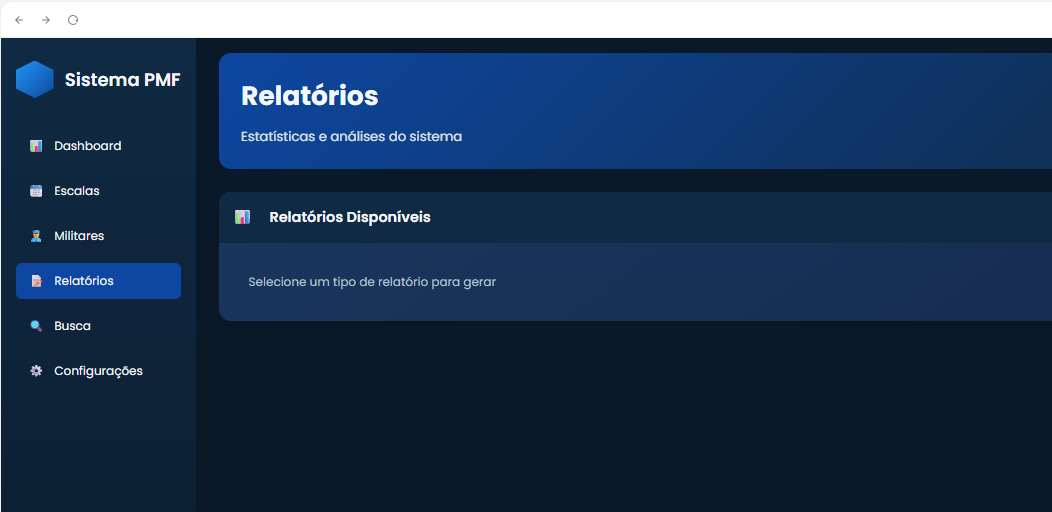 Sistema PMF
Dashboard
Escalas
Militares
Relatórios
Busca
Configurações
Relatórios
Estatísticas e análises do sistema
Relatórios Disponíveis
Selecione um tipo de relatório para gerar